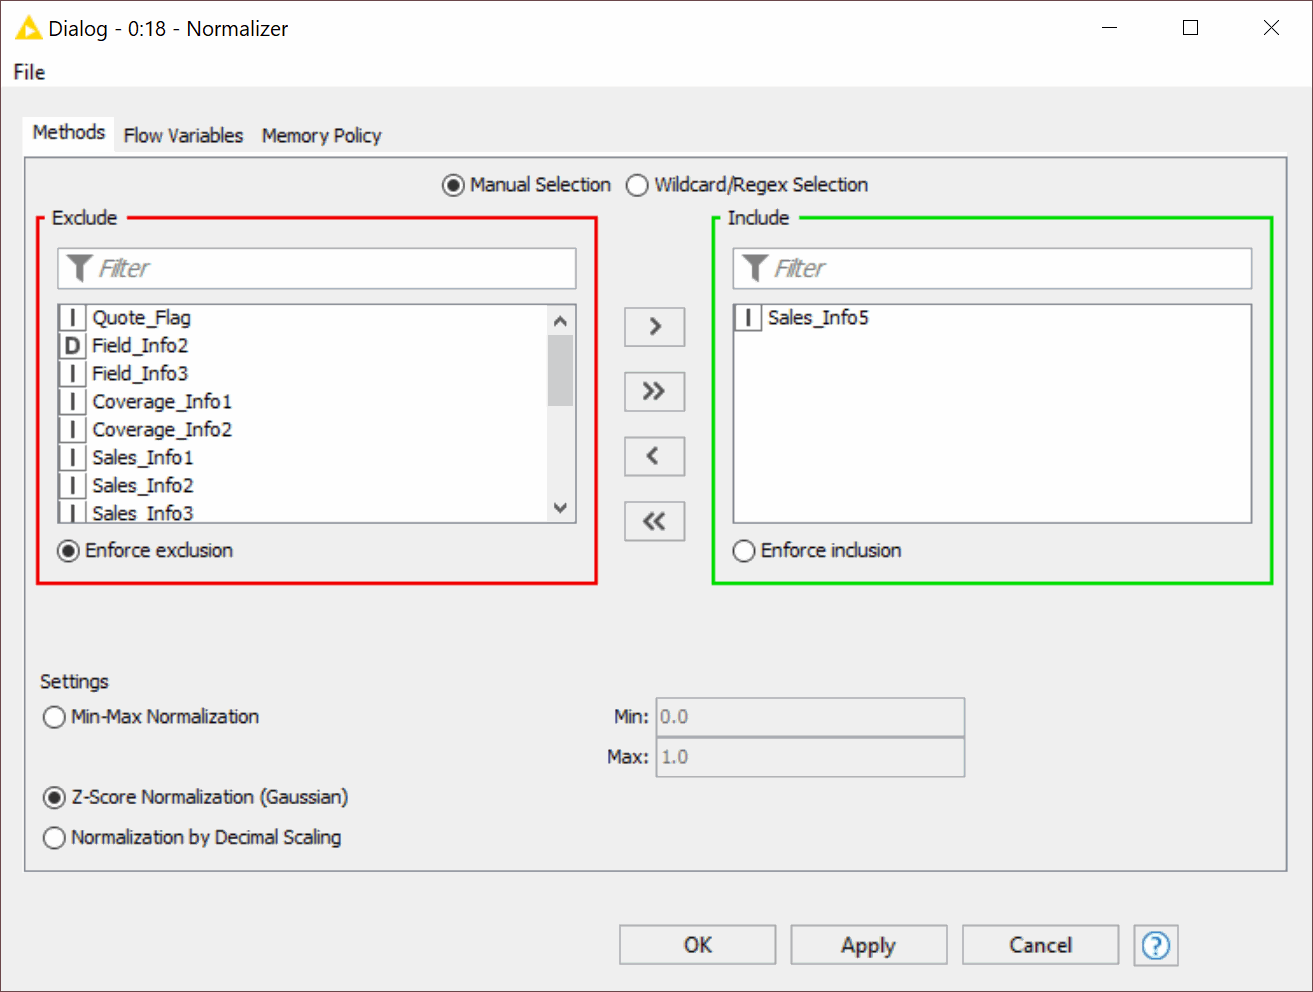 Dialog - 0:18 - Normalizer
File
Methods Flow Variables Memory Policy
Manual Selection Wildcard/Regex Selection
Exclude
Filter
I Quote_Flag
D Field_Info2
I Field_Info3
I Coverage_Info1
I Coverage_Info2
I Sales_Info1
I Sales_Info2
I Sales_Info3
Enforce exclusion
>
>>
<
<<
Include
Filter
I Sales_Info5
Enforce inclusion
Settings
Min-Max Normalization
Min: 0.0
Max: 1.0
Z-Score Normalization (Gaussian)
Normalization by Decimal Scaling
OK Apply Cancel ?